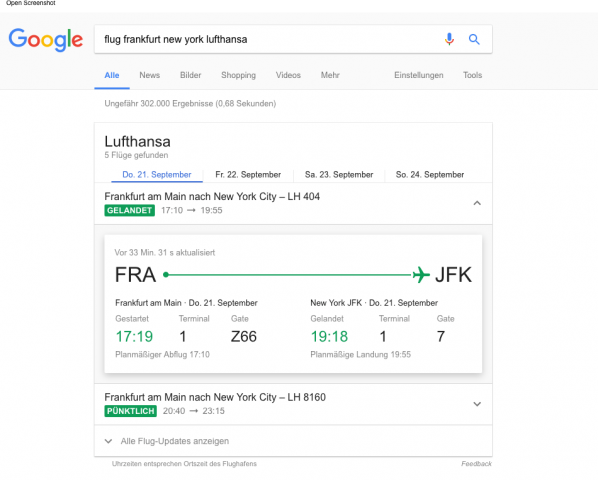 Open Screenshot
Google
flug frankfurt new york lufthansa
Alle News Bilder Shopping Videos Mehr Einstellungen Tools
Ungefähr 302.000 Ergebnisse (0,68 Sekunden)
Lufthansa
5 Flüge gefunden
Do. 21. September Fr. 22. September Sa. 23. September So. 24. September
Frankfurt am Main nach New York City – LH 404
GELANDET 17:10 → 19:55
Vor 33 Min. 31 s aktualisiert
FRA JFK
Frankfurt am Main · Do. 21. September New York JFK · Do. 21. September
Gestartet Terminal Gate Gelandet Terminal Gate
17:19 1 Z66 19:18 1 7
Planmäßiger Abflug 17:10 Planmäßige Landung 19:55
Frankfurt am Main nach New York City – LH 8160
PÜNKTLICH 20:40 → 23:15
Alle Flug-Updates anzeigen
Uhrzeiten entsprechen Ortszeit des Flughafens Feedback